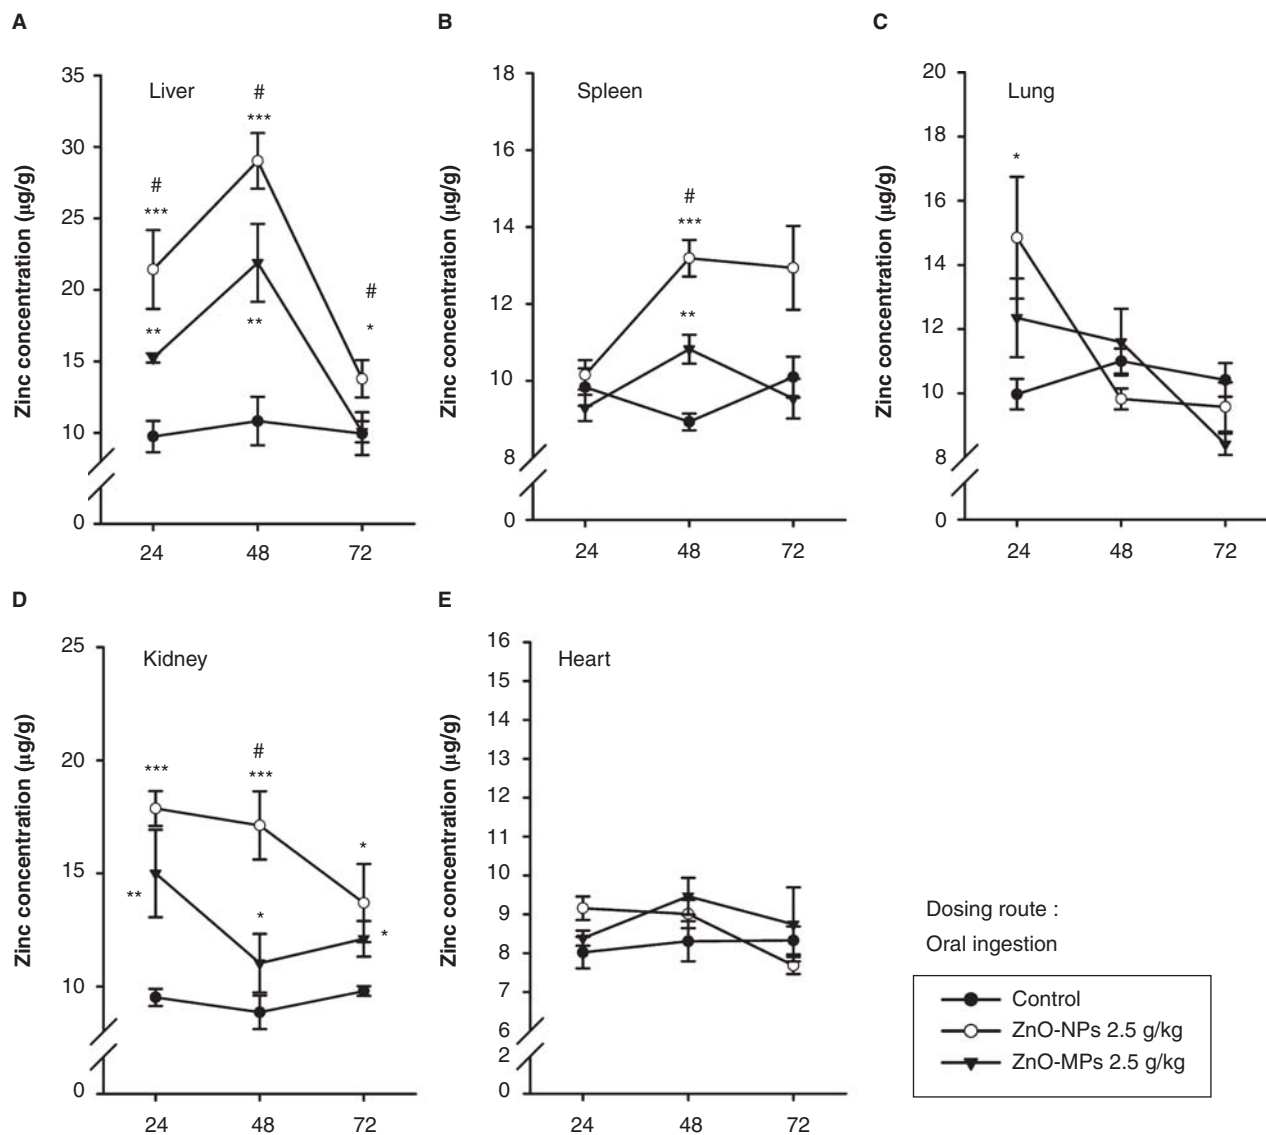 A
Liver
Zinc concentration (µg/g)
35
30
25
20
15
10
0
#
***
#
***
#
*
**
**
24 48 72
B
Spleen
Zinc concentration (µg/g)
18
16
14
12
10
8
0
#
***
**
24 48 72
C
Lung
Zinc concentration (µg/g)
20
18
16
14
12
10
8
0
*
24 48 72
D
Kidney
Zinc concentration (µg/g)
25
20
15
10
0
***
#
***
*
**
*
*
24 48 72
E
Heart
Zinc concentration (µg/g)
16
15
14
13
12
11
10
9
8
7
6
2
0
24 48 72
Dosing route :
Oral ingestion
Control
ZnO-NPs 2.5 g/kg
ZnO-MPs 2.5 g/kg